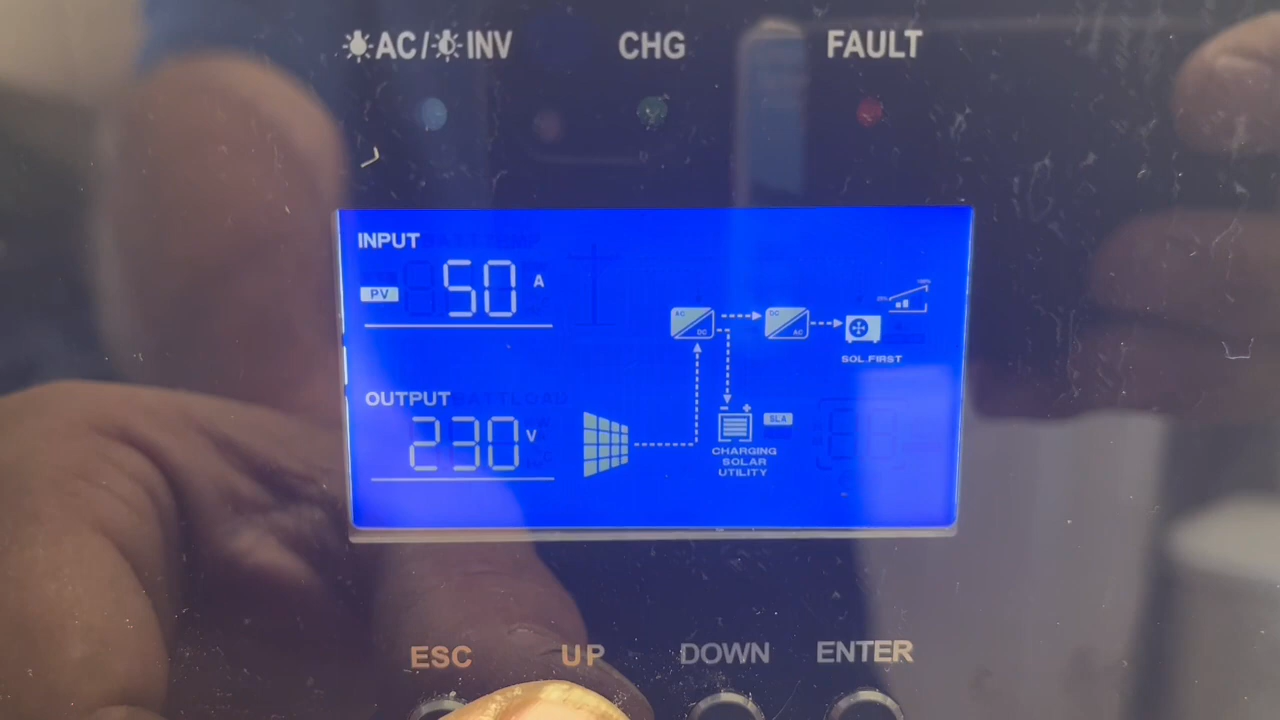 AC/INV CHG FAULT
INPUT
PV 50 A
AC DC
DC AC
SOL.FIRST
OUTPUT
230 V
SLA
CHARGING
SOLAR
UTILITY
ESC UP DOWN ENTER